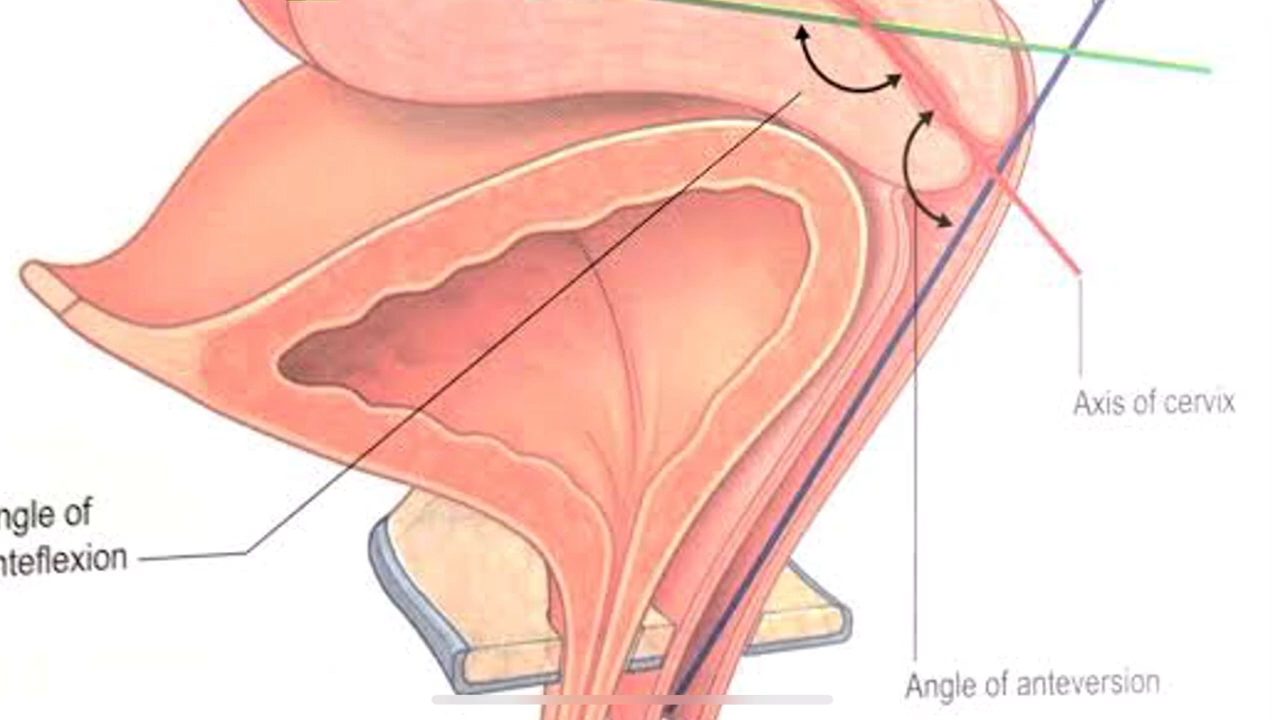 Axis of cervix
ngle of
nteflexion
Angle of anteversion